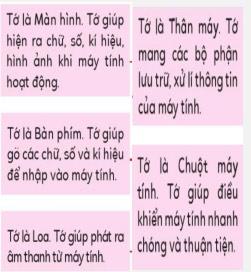 Tớ là Màn hình. Tớ giúp
hiện ra chữ, số, kí hiệu,
hình ảnh khi máy tính
hoạt động.
Tớ là Bàn phím. Tớ giúp
gõ các chữ, số và kí hiệu
để nhập vào máy tính.
Tớ là Loa. Tớ giúp phát ra
âm thanh từ máy tính.
Tớ là Thân máy. Tớ
mang các bộ phận
lưu trữ, xử lí thông tin
của máy tính.
Tớ là Chuột máy
tính. Tớ giúp điều
khiển máy tính nhanh
chóng và thuận tiện.